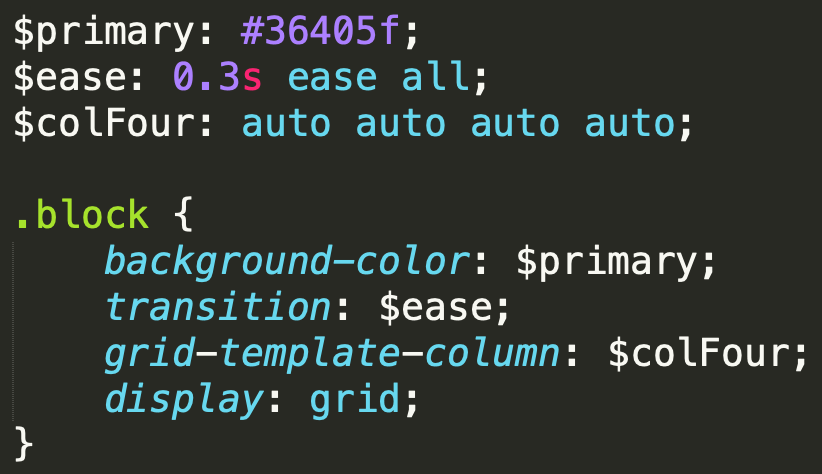 $primary: #36405f;
$ease: 0.3s ease all;
$colFour: auto auto auto auto;
.block {
background-color: $primary;
transition: $ease;
grid-template-column: $colFour;
display: grid;
}